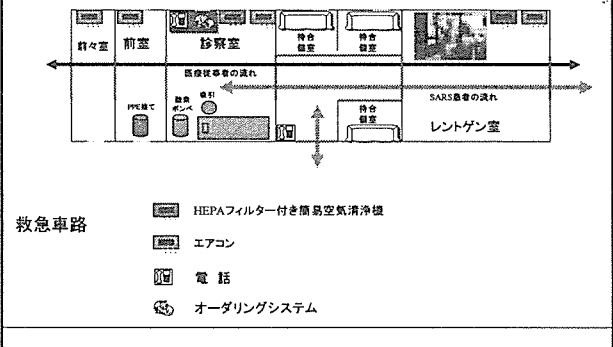 待合
個室
待合
個室
前々室
前室
診察室
医療従事者の流れ
PPE捨て
酸素
ボンベ
吸引
待合
個室
SARS患者の流れ
レントゲン室
救急車路
HEPAフィルター付き簡易空気清浄機
エアコン
電話
オーダリングシステム